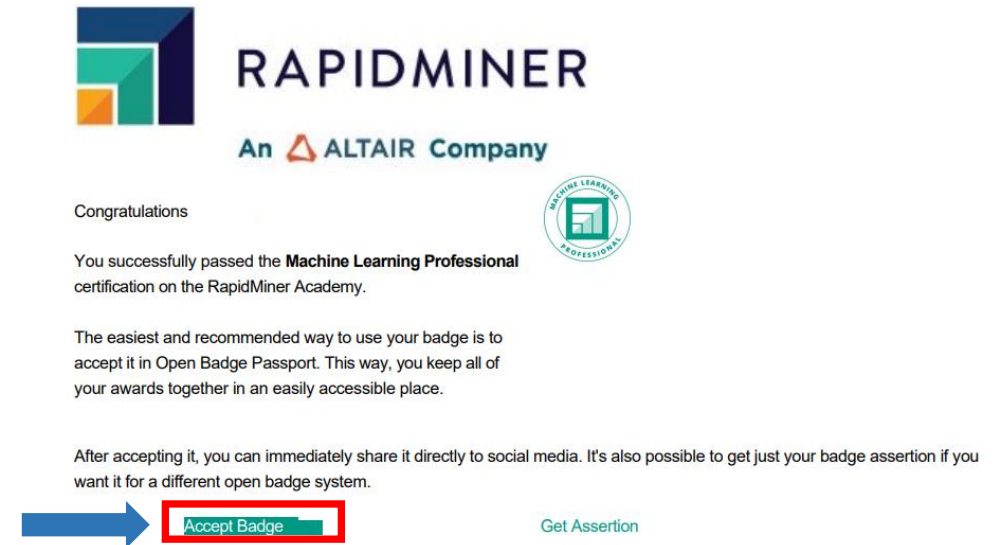 RAPIDMINER
An ALTAIR Company
MACHINE LEARNING
PROFESSIONAL
Congratulations
You successfully passed the Machine Learning Professional
certification on the RapidMiner Academy.
The easiest and recommended way to use your badge is to
accept it in Open Badge Passport. This way, you keep all of
your awards together in an easily accessible place.
After accepting it, you can immediately share it directly to social media. It's also possible to get just your badge assertion if you
want it for a different open badge system.
Accept Badge
Get Assertion